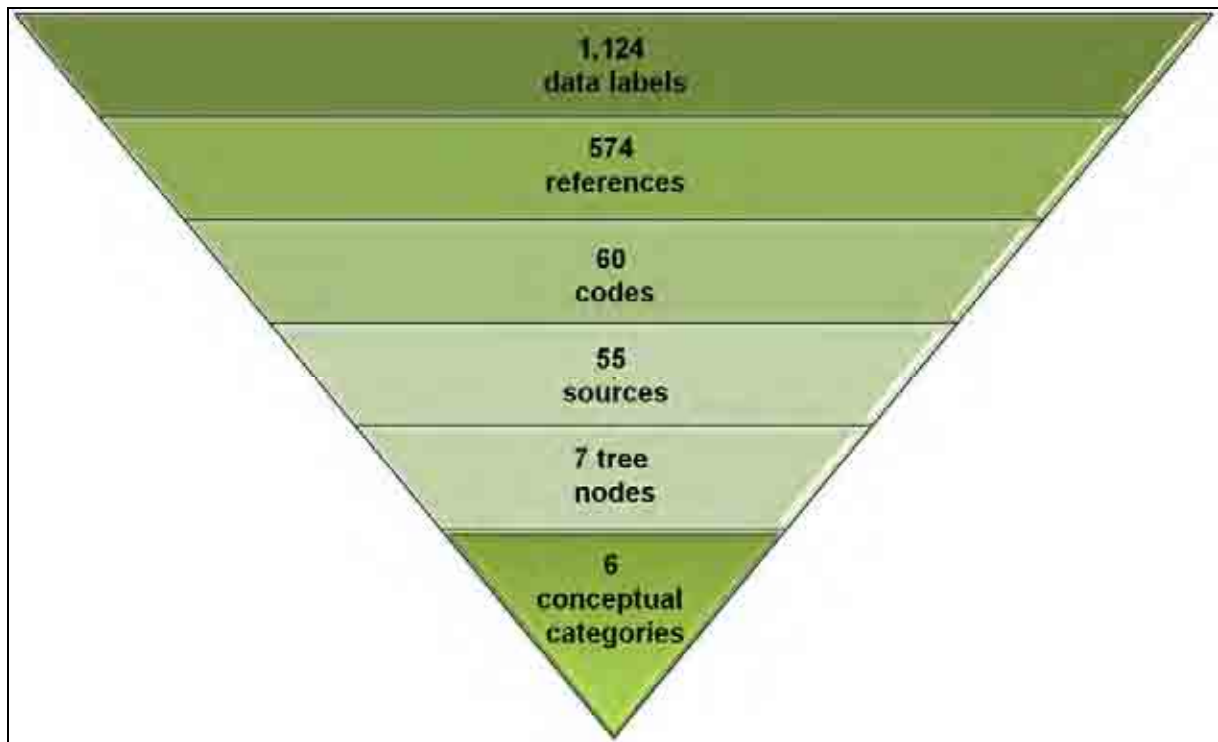 1,124
data labels
574
references
60
codes
55
sources
7 tree
nodes
6
conceptual
categories